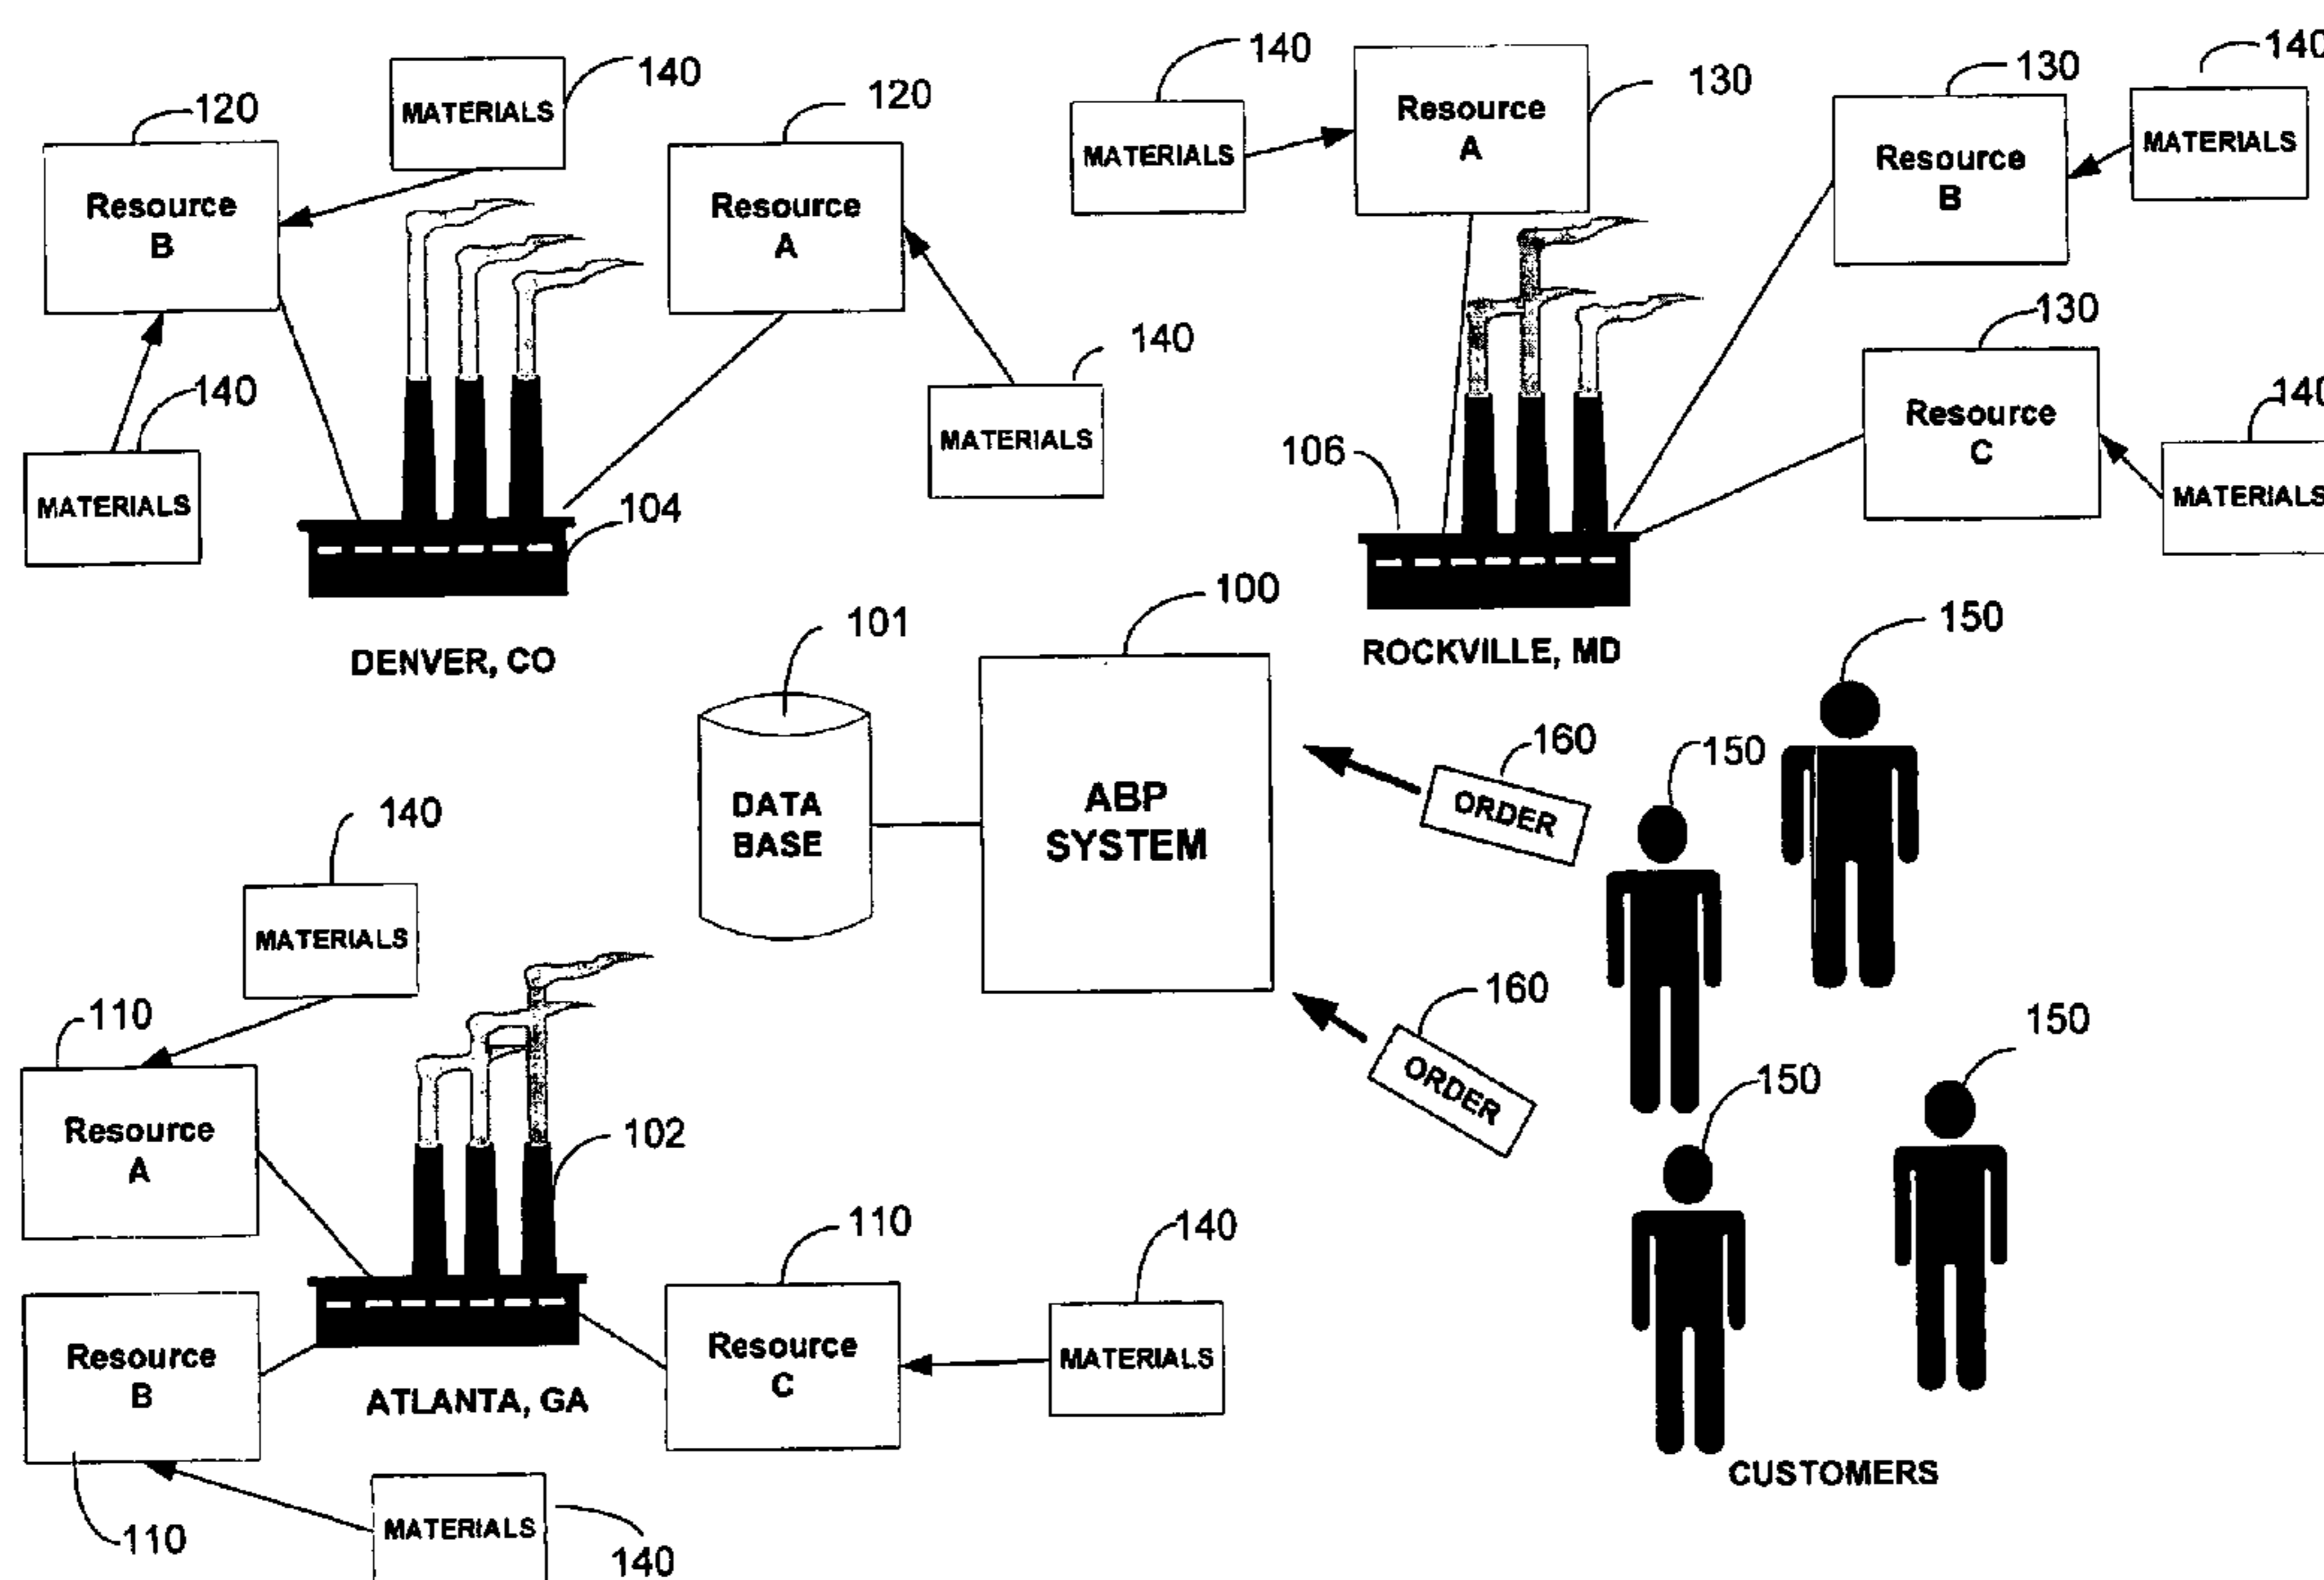 140
MATERIALS
120
Resource
B
120
Resource
A
140
MATERIALS
140
MATERIALS
104
DENVER, CO
140
MATERIALS
Resource
A
130
130
Resource
B
140
MATERIALS
130
Resource
C
140
MATERIALS
106
ROCKVILLE, MD
101
DATA
BASE
100
ABP
SYSTEM
160
ORDER
160
ORDER
150
150
150
150
CUSTOMERS
140
MATERIALS
110
Resource
A
102
Resource
B
110
ATLANTA, GA
110
Resource
C
140
MATERIALS
MATERIALS
140